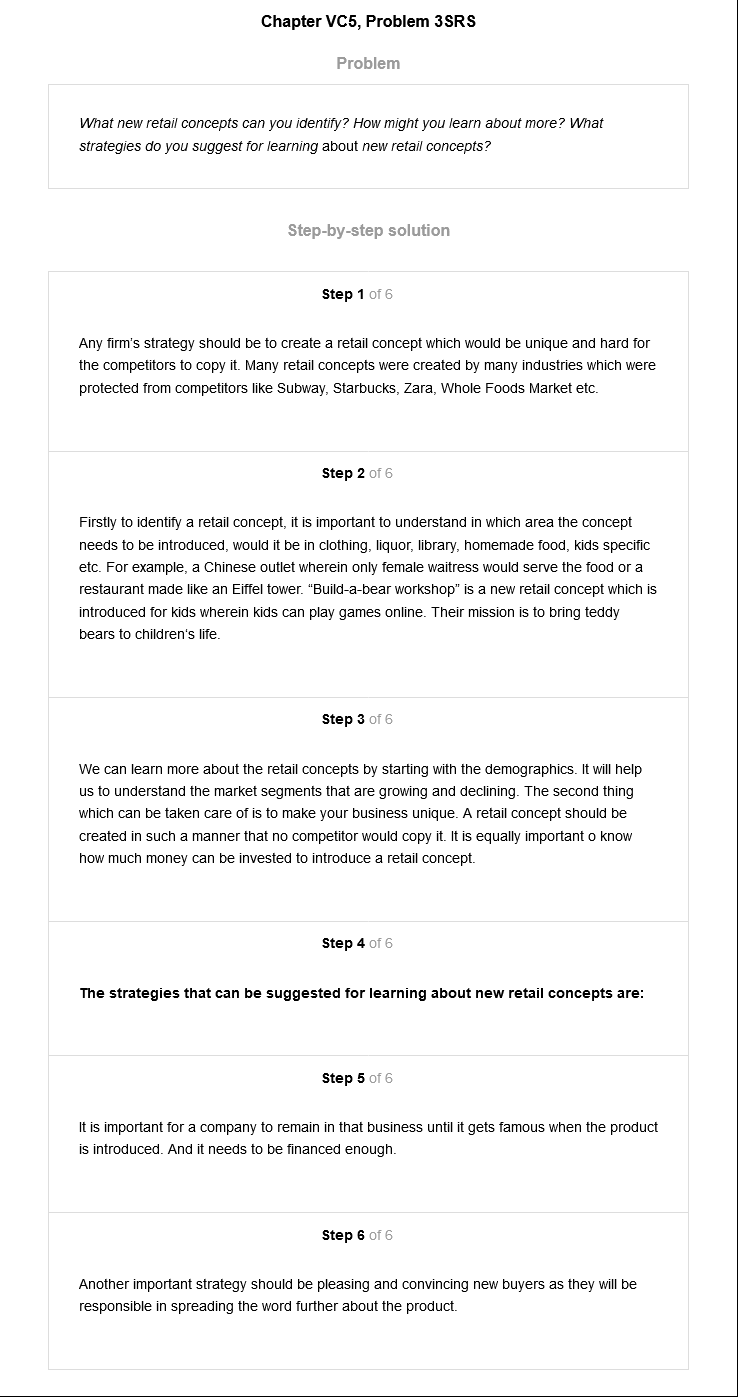 Chapter VC5, Problem 3SRS
Problem
What new retail concepts can you identify? How might you learn about more? What
strategies do you suggest for learning about new retail concepts?
Step-by-step solution
Step 1 of 6
Any firm's strategy should be to create a retail concept which would be unique and hard for
the competitors to copy it. Many retail concepts were created by many industries which were
protected from competitors like Subway, Starbucks, Zara, Whole Foods Market etc.
Step 2 of 6
Firstly to identify a retail concept, it is important to understand in which area the concept
needs to be introduced, would it be in clothing, liquor, library, homemade food, kids specific
etc. For example, a Chinese outlet wherein only female waitress would serve the food or a
restaurant made like an Eiffel tower. “Build-a-bear workshop” is a new retail concept which is
introduced for kids wherein kids can play games online. Their mission is to bring teddy
bears to children's life.
Step 3 of 6
We can learn more about the retail concepts by starting with the demographics. It will help
us to understand the market segments that are growing and declining. The second thing
which can be taken care of is to make your business unique. A retail concept should be
created in such a manner that no competitor would copy it. It is equally important o know
how much money can be invested to introduce a retail concept.
Step 4 of 6
The strategies that can be suggested for learning about new retail concepts are:
Step 5 of 6
It is important for a company to remain in that business until it gets famous when the product
is introduced. And it needs to be financed enough.
Step 6 of 6
Another important strategy should be pleasing and convincing new buyers as they will be
responsible in spreading the word further about the product.